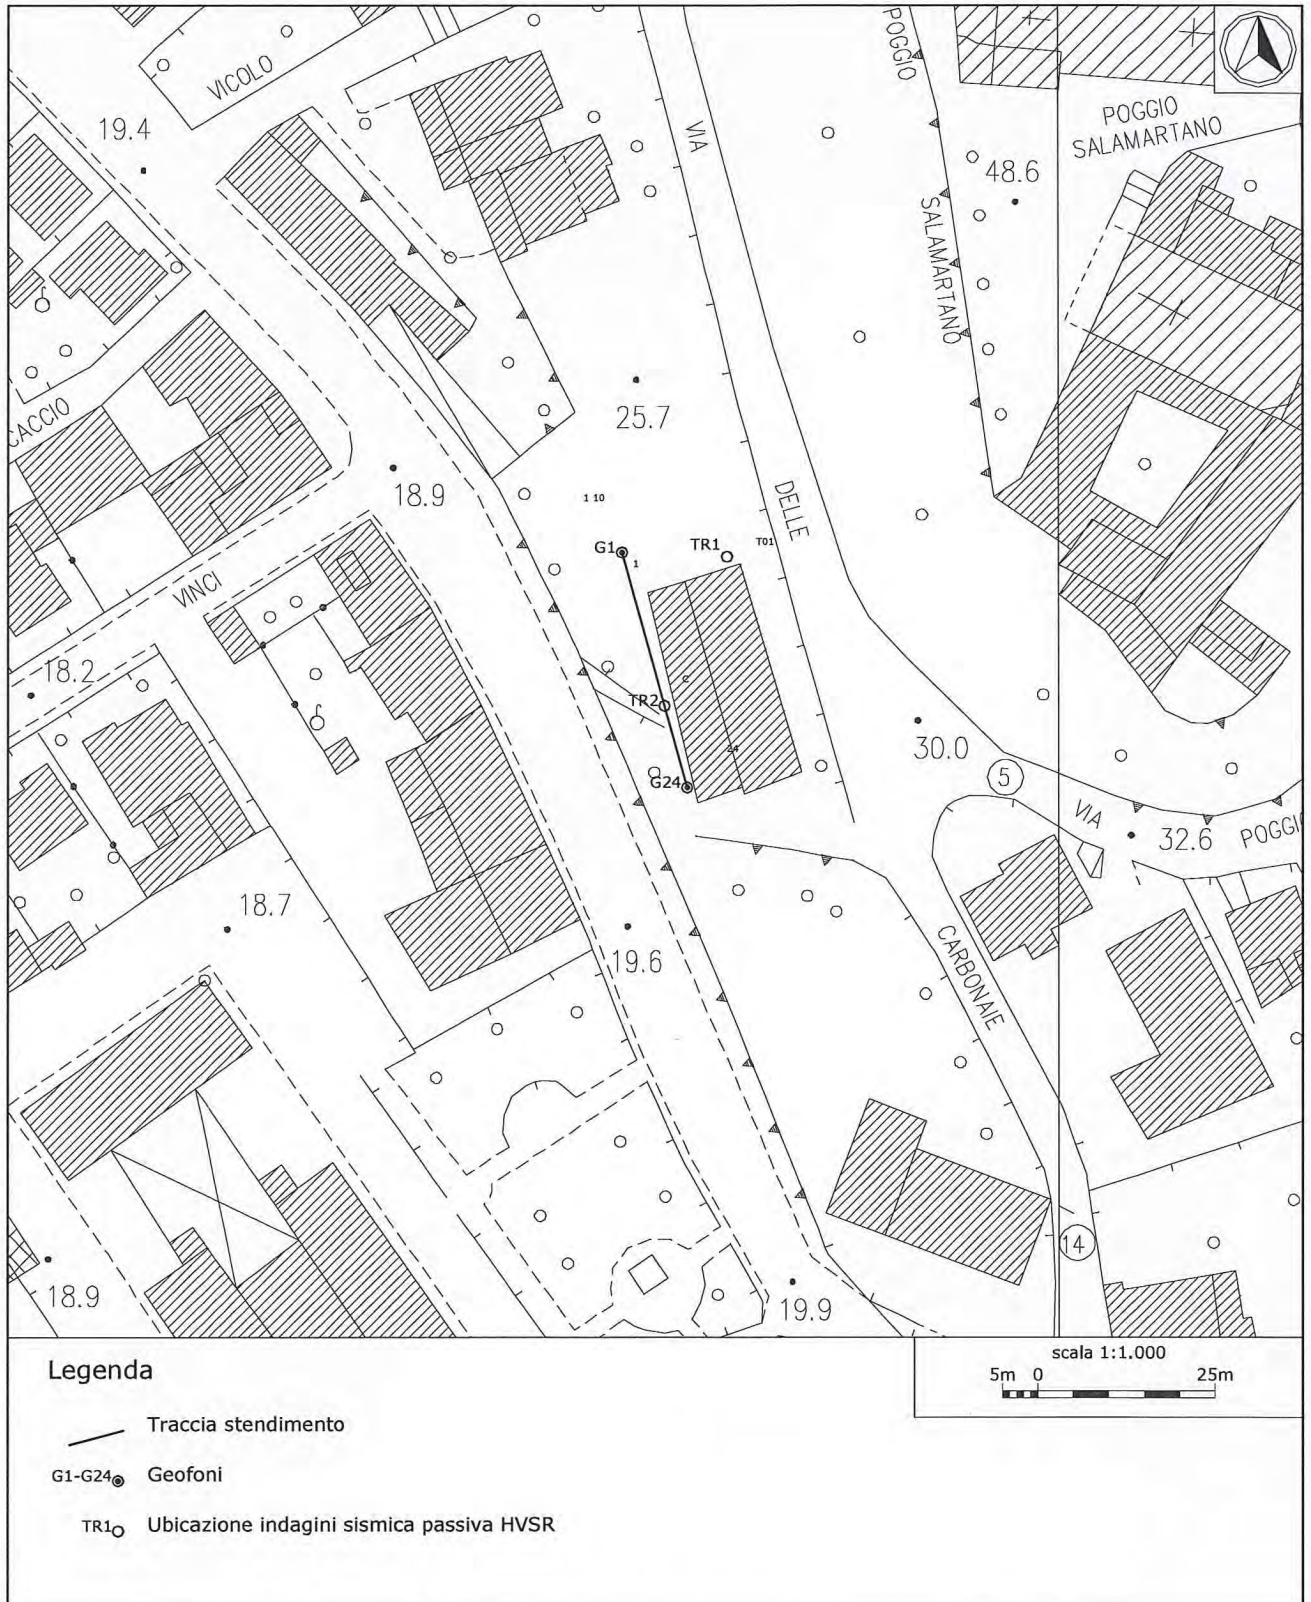 VICOLO
19.4
VIA
POGGIO
SALAMARTANO
POGGIO
SALAMARTANO
48.6
25.7
CACCIO
18.9
1 10
DELLE
G1
1
TR1
T01
VINCI
18.2
C
TR2
24
G24
30.0
5
VIA
32.6
POGGIO
18.7
19.6
CARBONAIE
14
18.9
19.9
Legenda
Traccia stendimento
G1-G24
Geofoni
TR1
Ubicazione indagini sismica passiva HVSR
scala 1:1.000
5m 0 25m